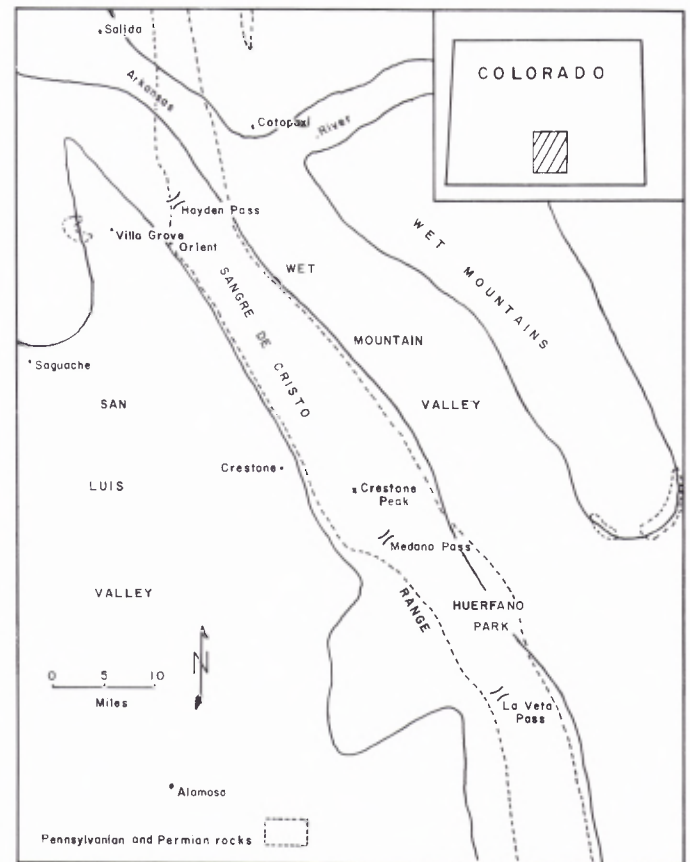 Salida
COLORADO
Arkansas
Cotopaxi
River
Hayden Pass
Villa Grove
Orient
WET MOUNTAINS
WET
SANGRE DE CRISTO
MOUNTAIN
Saguache
SAN
VALLEY
Crestone
LUIS
Crestone
Peak
Medano Pass
VALLEY
RANGE
HUERFANO
PARK
N
0 5 10
Miles
La Veta
Pass
Alamosa
Pennsylvanian and Permian rocks